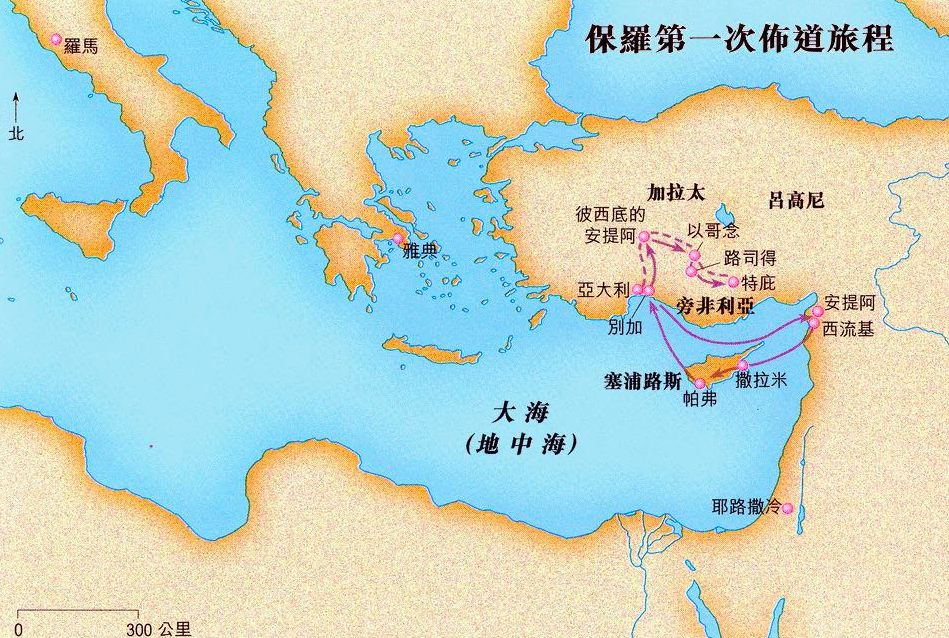 保羅第一次佈道旅程
羅馬
北
加拉太
呂高尼
彼西底的
安提阿
以哥念
雅典
路司得
特庇
亞大利
旁非利亞
安提阿
別加
西流基
塞浦路斯
撒拉米
帕弗
大海
(地中海)
耶路撒冷
0
300 公里